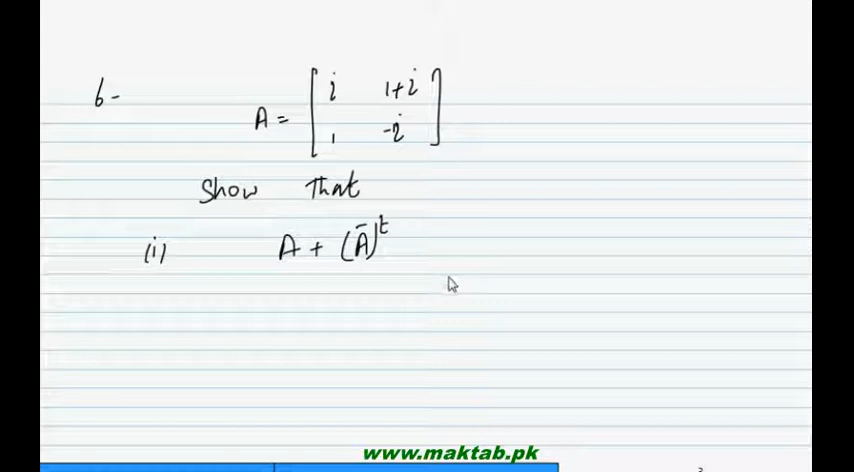 6-
A = [ i 1+i
1 -i ]
Show that
(i) A + (Ā)^t
www.maktab.pk